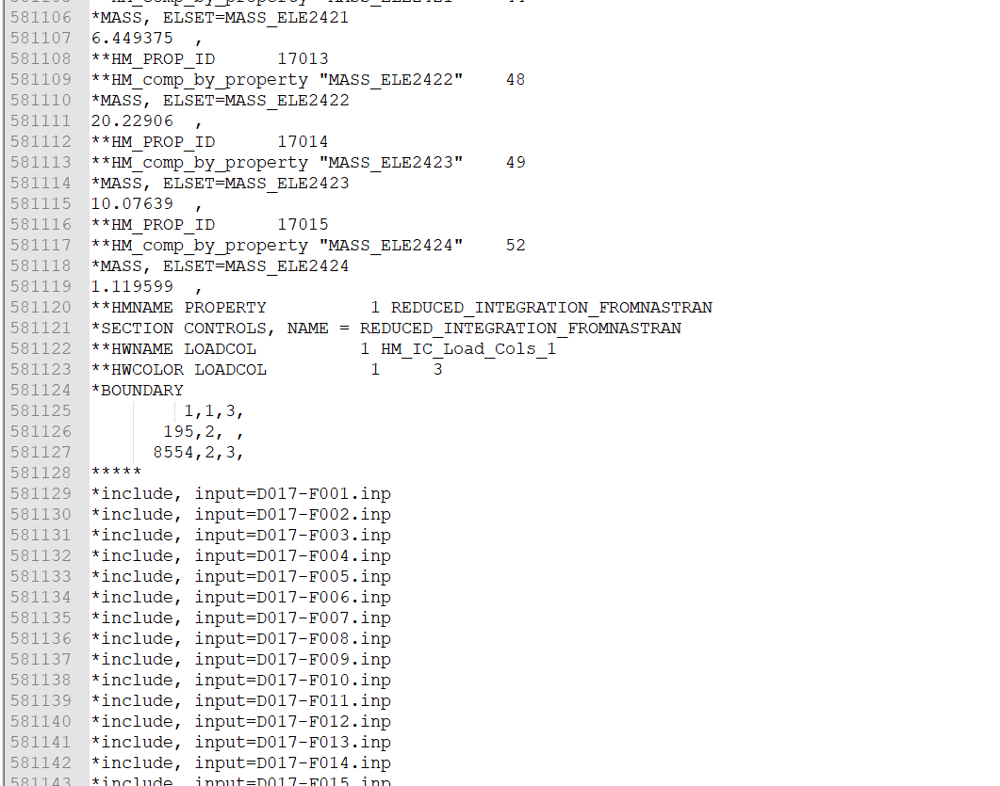 581106 *MASS, ELSET=MASS_ELE2421
581107 6.449375  ,
581108 **HM_PROP_ID      17013
581109 **HM_comp_by_property "MASS_ELE2422"    48
581110 *MASS, ELSET=MASS_ELE2422
581111 20.22906  ,
581112 **HM_PROP_ID      17014
581113 **HM_comp_by_property "MASS_ELE2423"    49
581114 *MASS, ELSET=MASS_ELE2423
581115 10.07639  ,
581116 **HM_PROP_ID      17015
581117 **HM_comp_by_property "MASS_ELE2424"    52
581118 *MASS, ELSET=MASS_ELE2424
581119 1.119599  ,
581120 **HMNAME PROPERTY          1 REDUCED_INTEGRATION_FROMNASTRAN
581121 *SECTION CONTROLS, NAME = REDUCED_INTEGRATION_FROMNASTRAN
581122 **HWNAME LOADCOL          1 HM_IC_Load_Cols_1
581123 **HWCOLOR LOADCOL          1     3
581124 *BOUNDARY
581125          1,1,3,
581126        195,2, ,
581127       8554,2,3,
581128 *****
581129 *include, input=D017-F001.inp
581130 *include, input=D017-F002.inp
581131 *include, input=D017-F003.inp
581132 *include, input=D017-F004.inp
581133 *include, input=D017-F005.inp
581134 *include, input=D017-F006.inp
581135 *include, input=D017-F007.inp
581136 *include, input=D017-F008.inp
581137 *include, input=D017-F009.inp
581138 *include, input=D017-F010.inp
581139 *include, input=D017-F011.inp
581140 *include, input=D017-F012.inp
581141 *include, input=D017-F013.inp
581142 *include, input=D017-F014.inp
581143 *include, input=D017-F015.inp